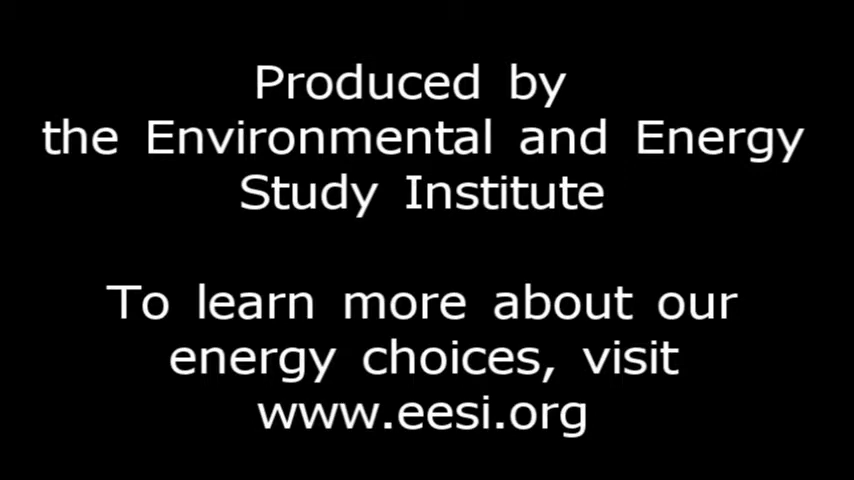 Produced by
the Environmental and Energy
Study Institute
To learn more about our
energy choices, visit
www.eesi.org